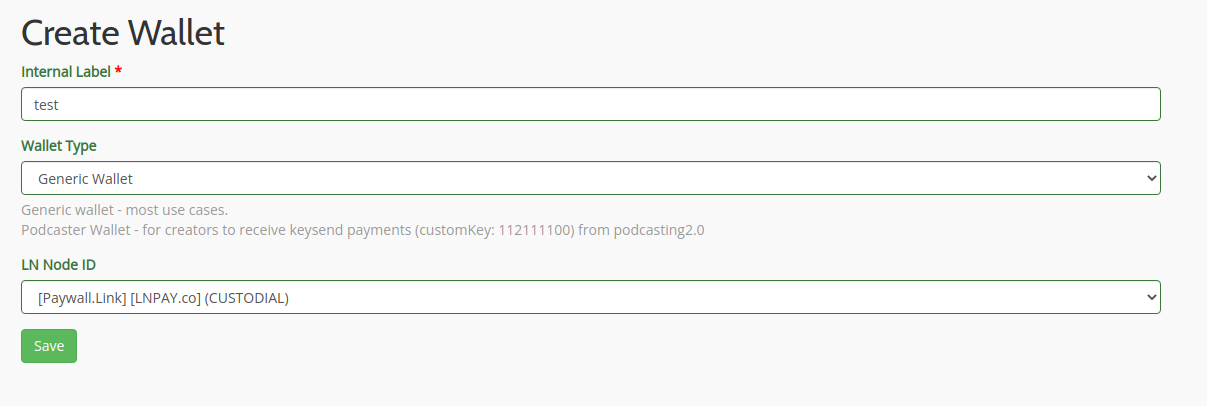 Create Wallet
Internal Label *
test
Wallet Type
Generic Wallet
Generic wallet - most use cases.
Podcaster Wallet - for creators to receive keysend payments (customKey: 112111100) from podcasting2.0
LN Node ID
[Paywall.Link] [LNPAY.co] (CUSTODIAL)
Save